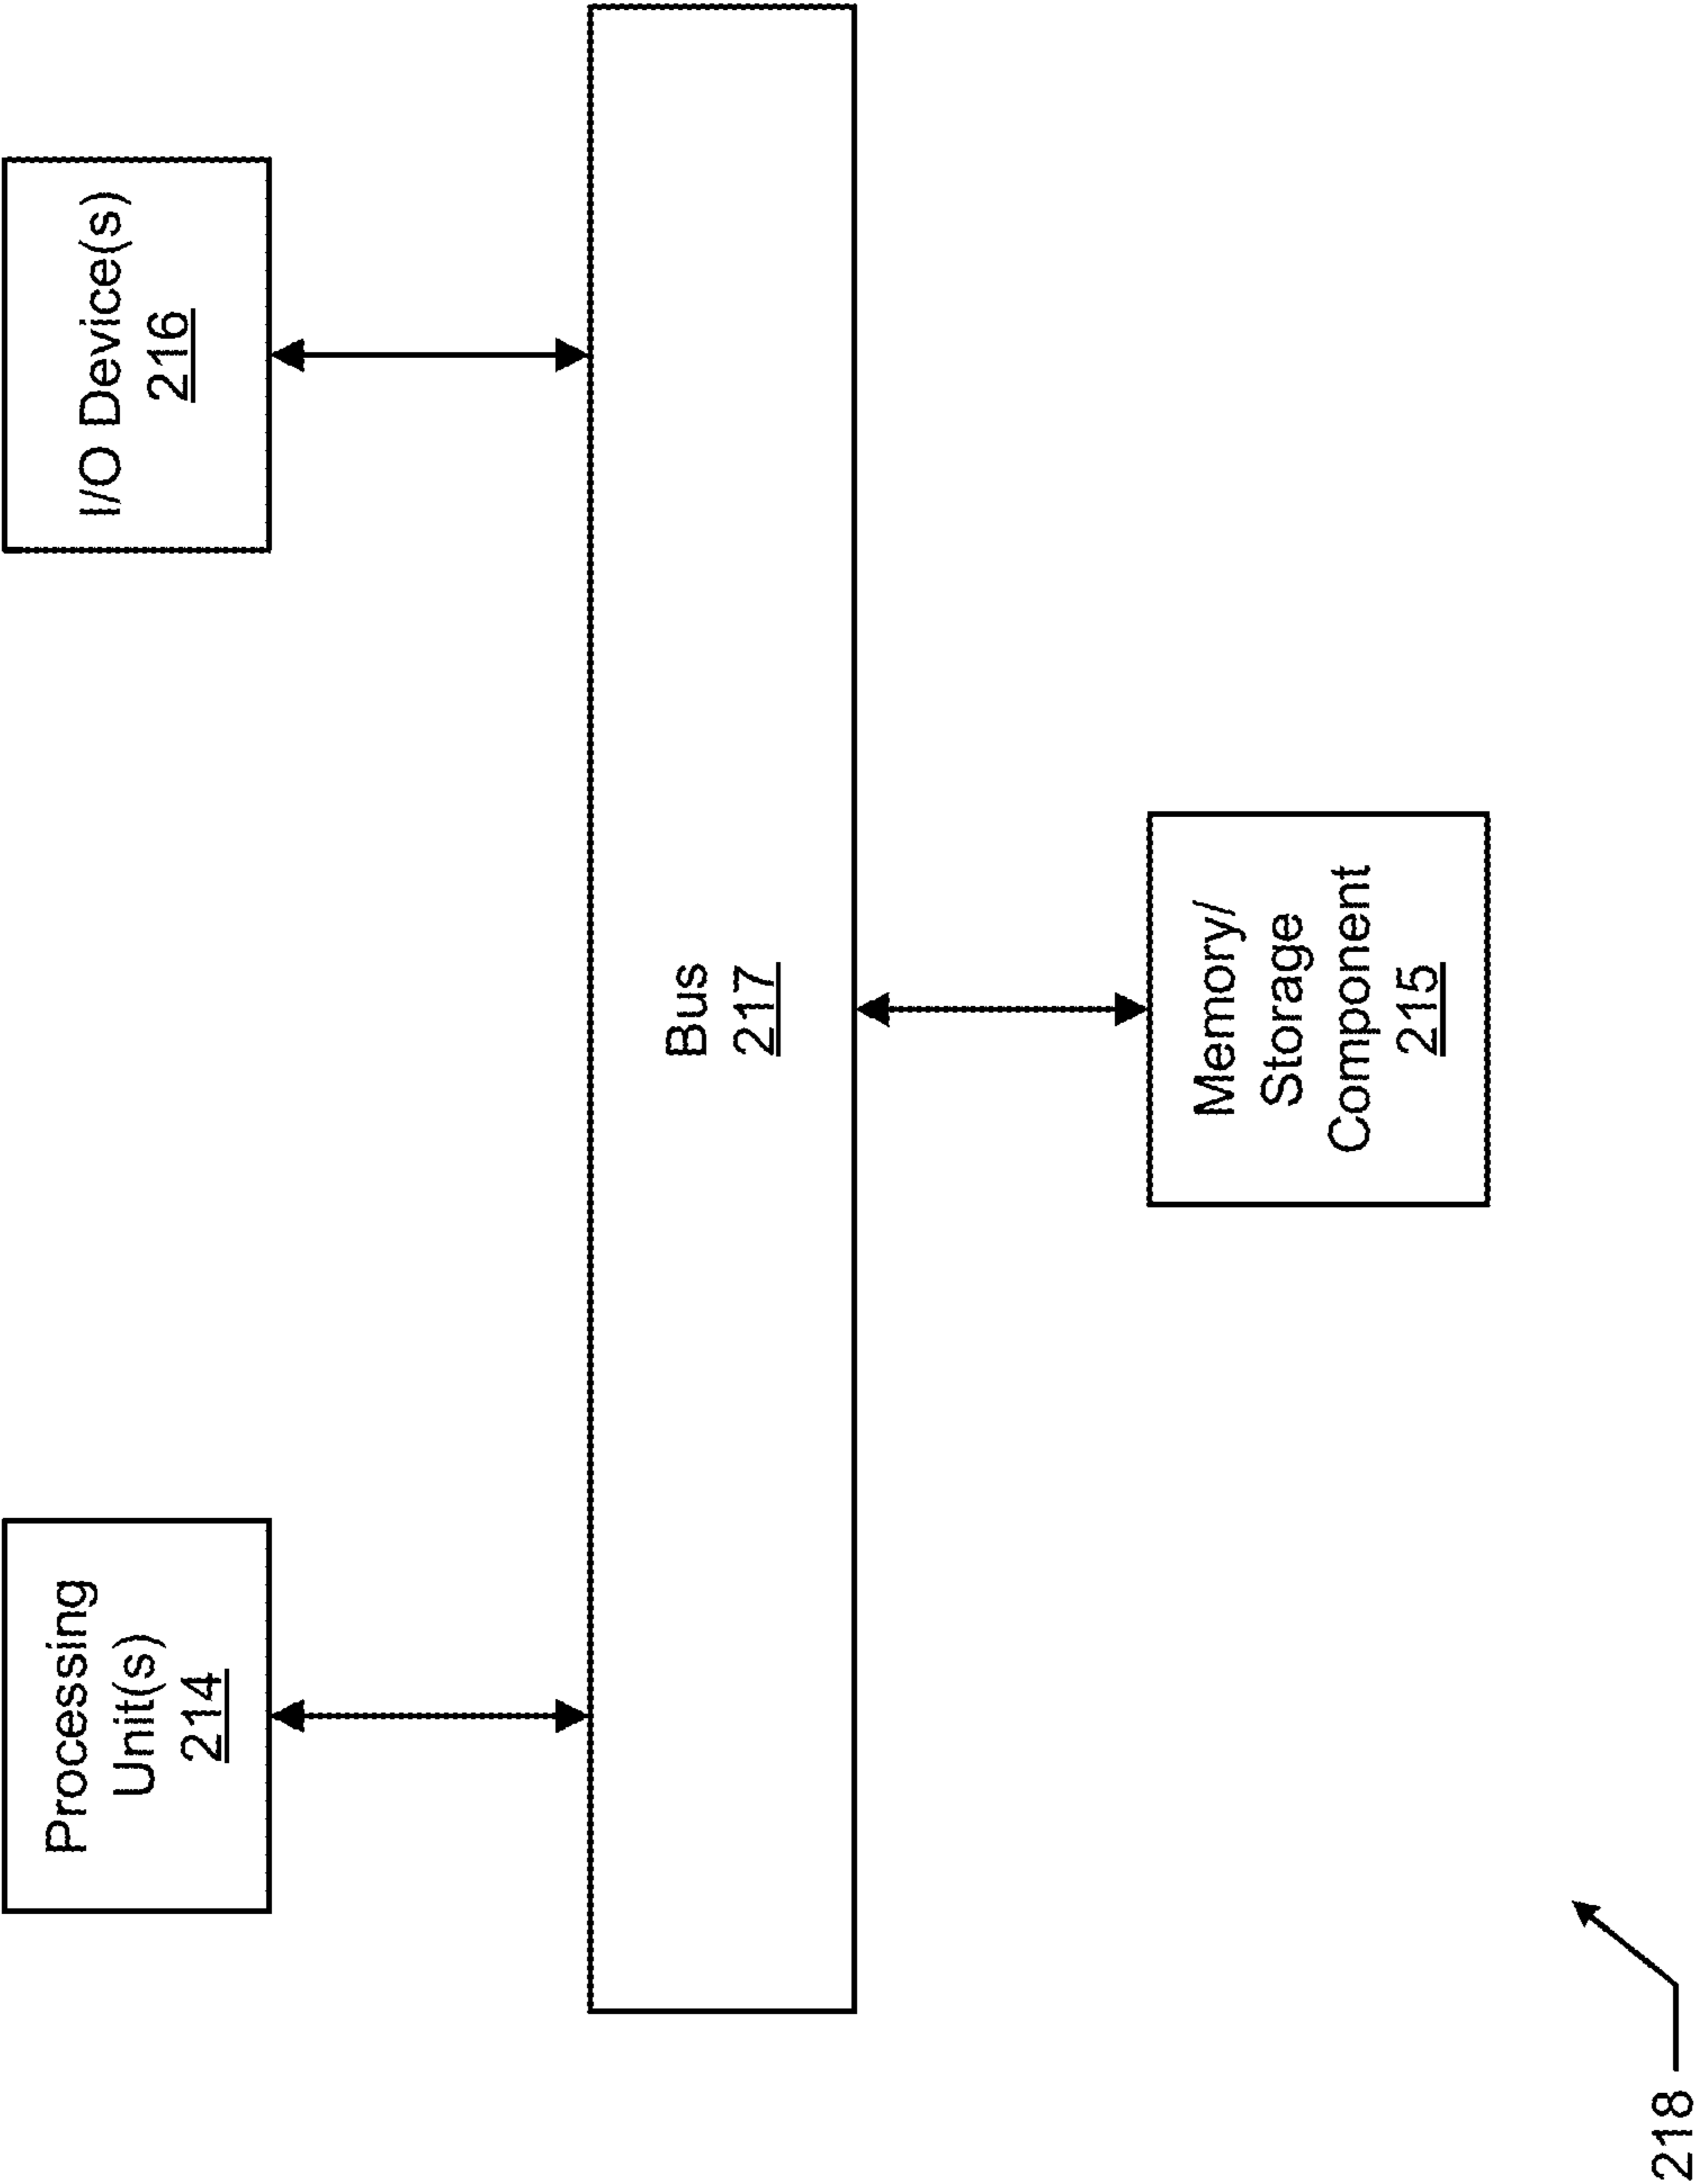 Processing
Unit(s)
214
I/O Device(s)
216
Bus
217
Memory/
Storage
Component
215
218